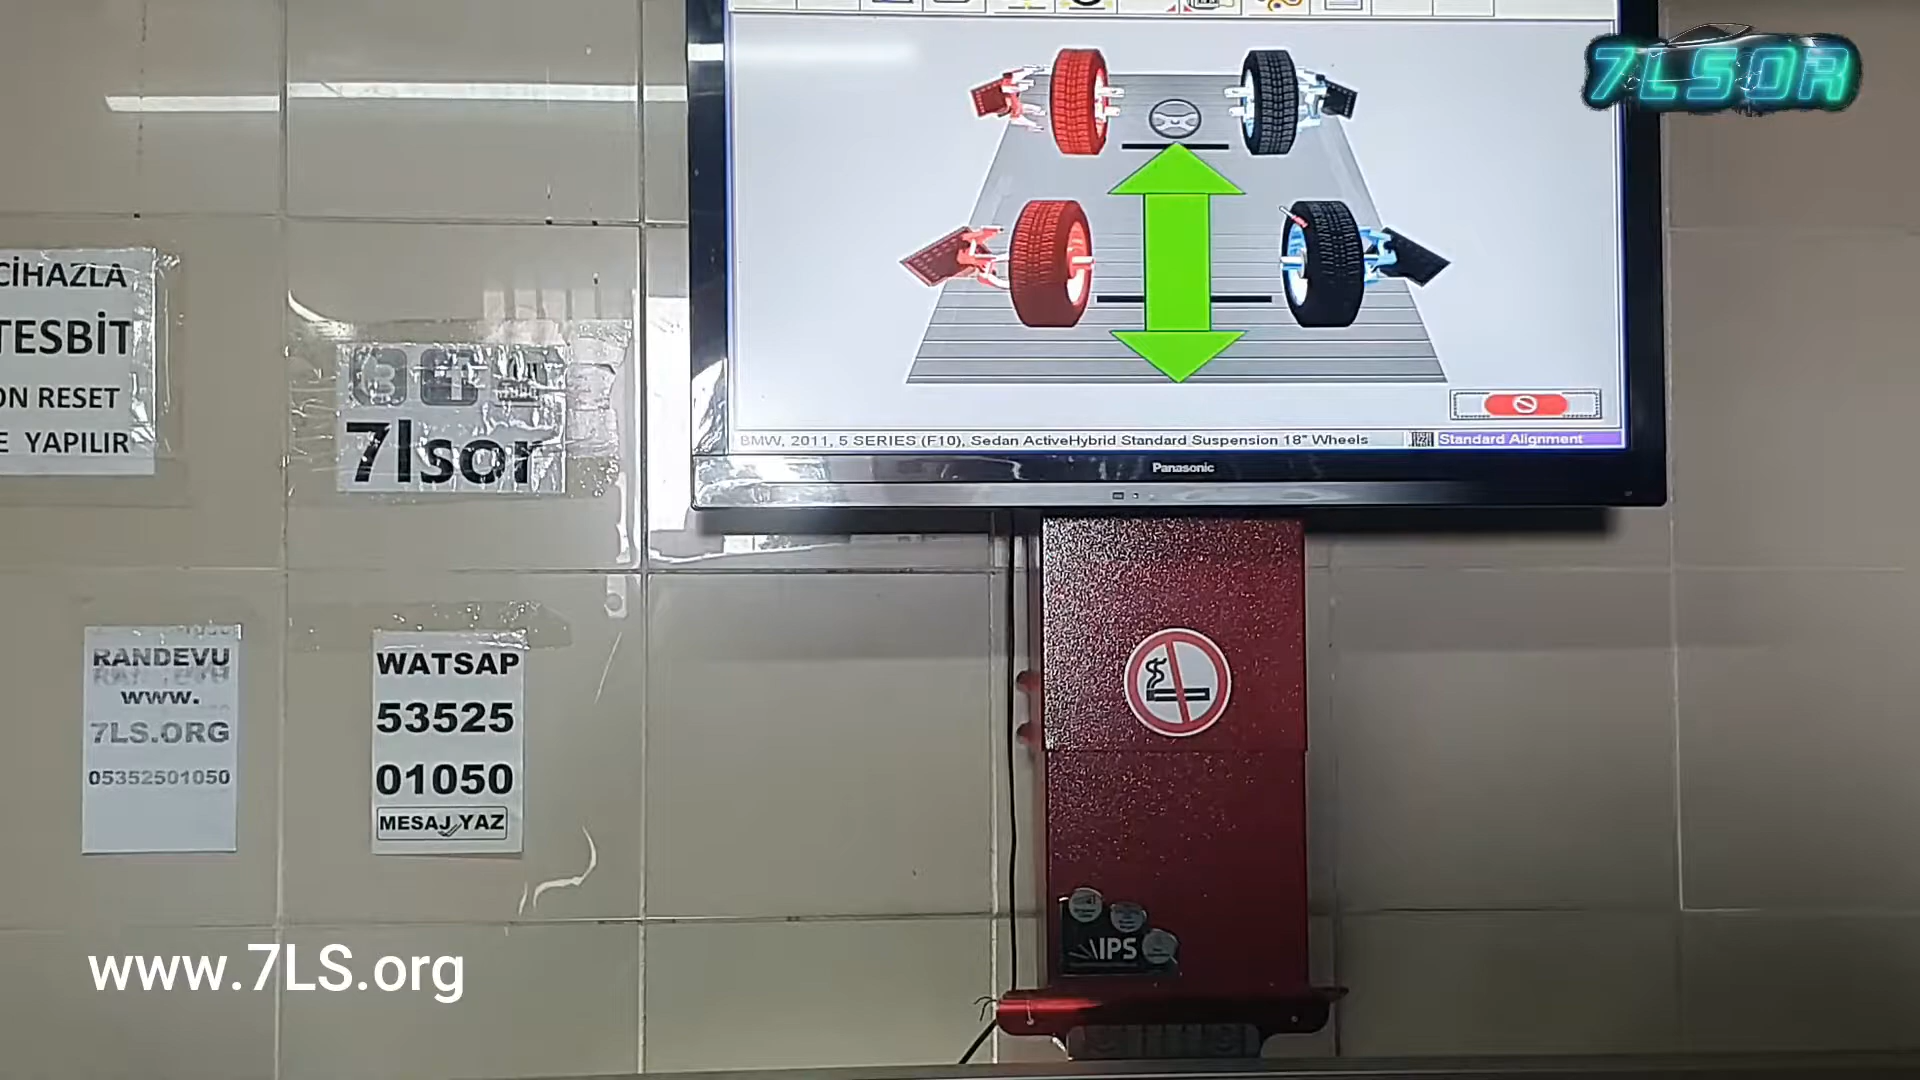 7LSOR
BMW, 2011, 5 SERIES (F10), Sedan ActiveHybrid Standard Suspension 18" Wheels
Standard Alignment
Panasonic
CİHAZLA
TESBİT
ON RESET
E YAPILIR
7lsor
RANDEVU
www.
7LS.ORG
05352501050
WATSAP
53525
01050
MESAJ YAZ
IPS
www.7LS.org